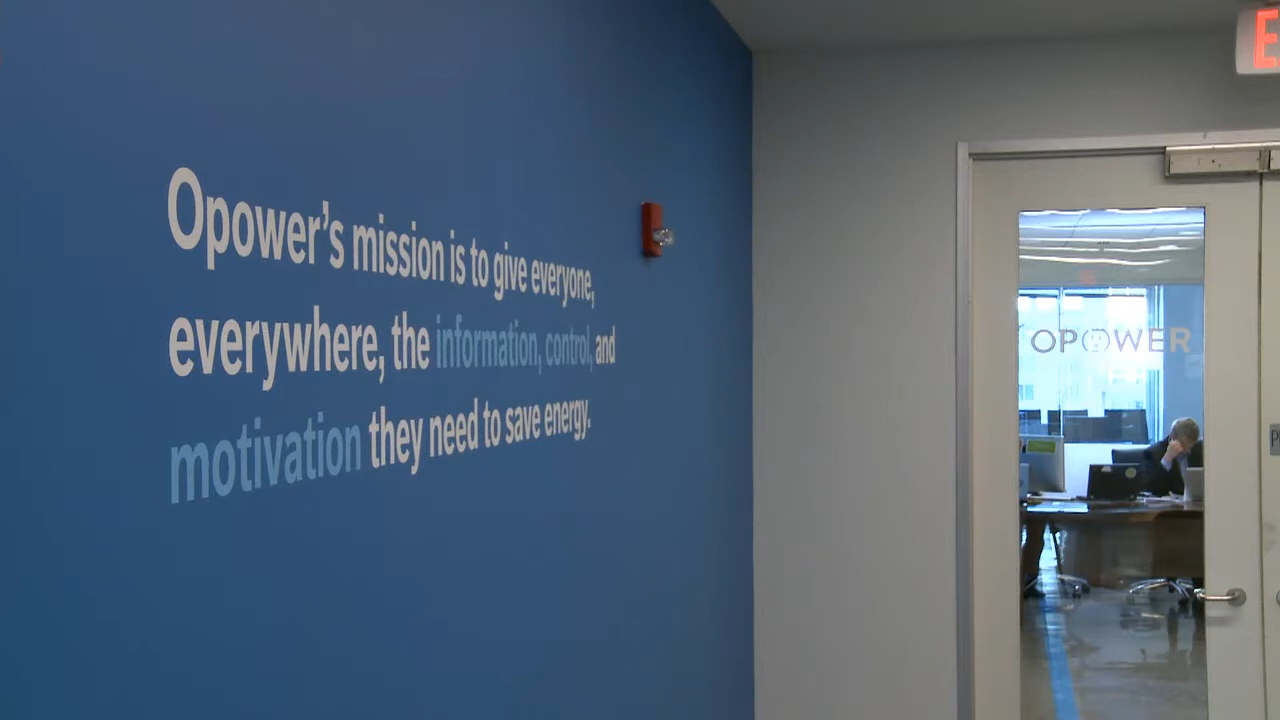 Opower's mission is to give everyone,
everywhere, the information, control, and
motivation they need to save energy.
OPOWER